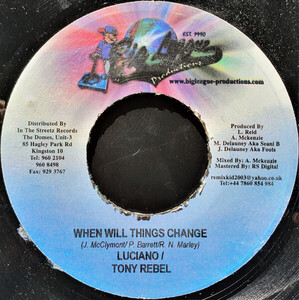 EST. 1990
Big League
Productions
www.bigleague-productions.com
Distributed By
In The Streetz Records
The Domes, Unit-3
85 Hagley Park Rd
Kingston 10
Tel: 960 2104
960 8498
Fax: 929 3767
Produced By
L. Reid
A. Mckenzie
M. Delauney Aka Seani B
J. Delauney Aka Foots
Mixed By: A. Mckenzie
Mastered By: RS Digital
remixkid2003@yahoo.co.uk
Tel:+44 7860 854 984
WHEN WILL THINGS CHANGE
(J. McClymont/ P. Barrett/R. N. Marley)
LUCIANO /
TONY REBEL